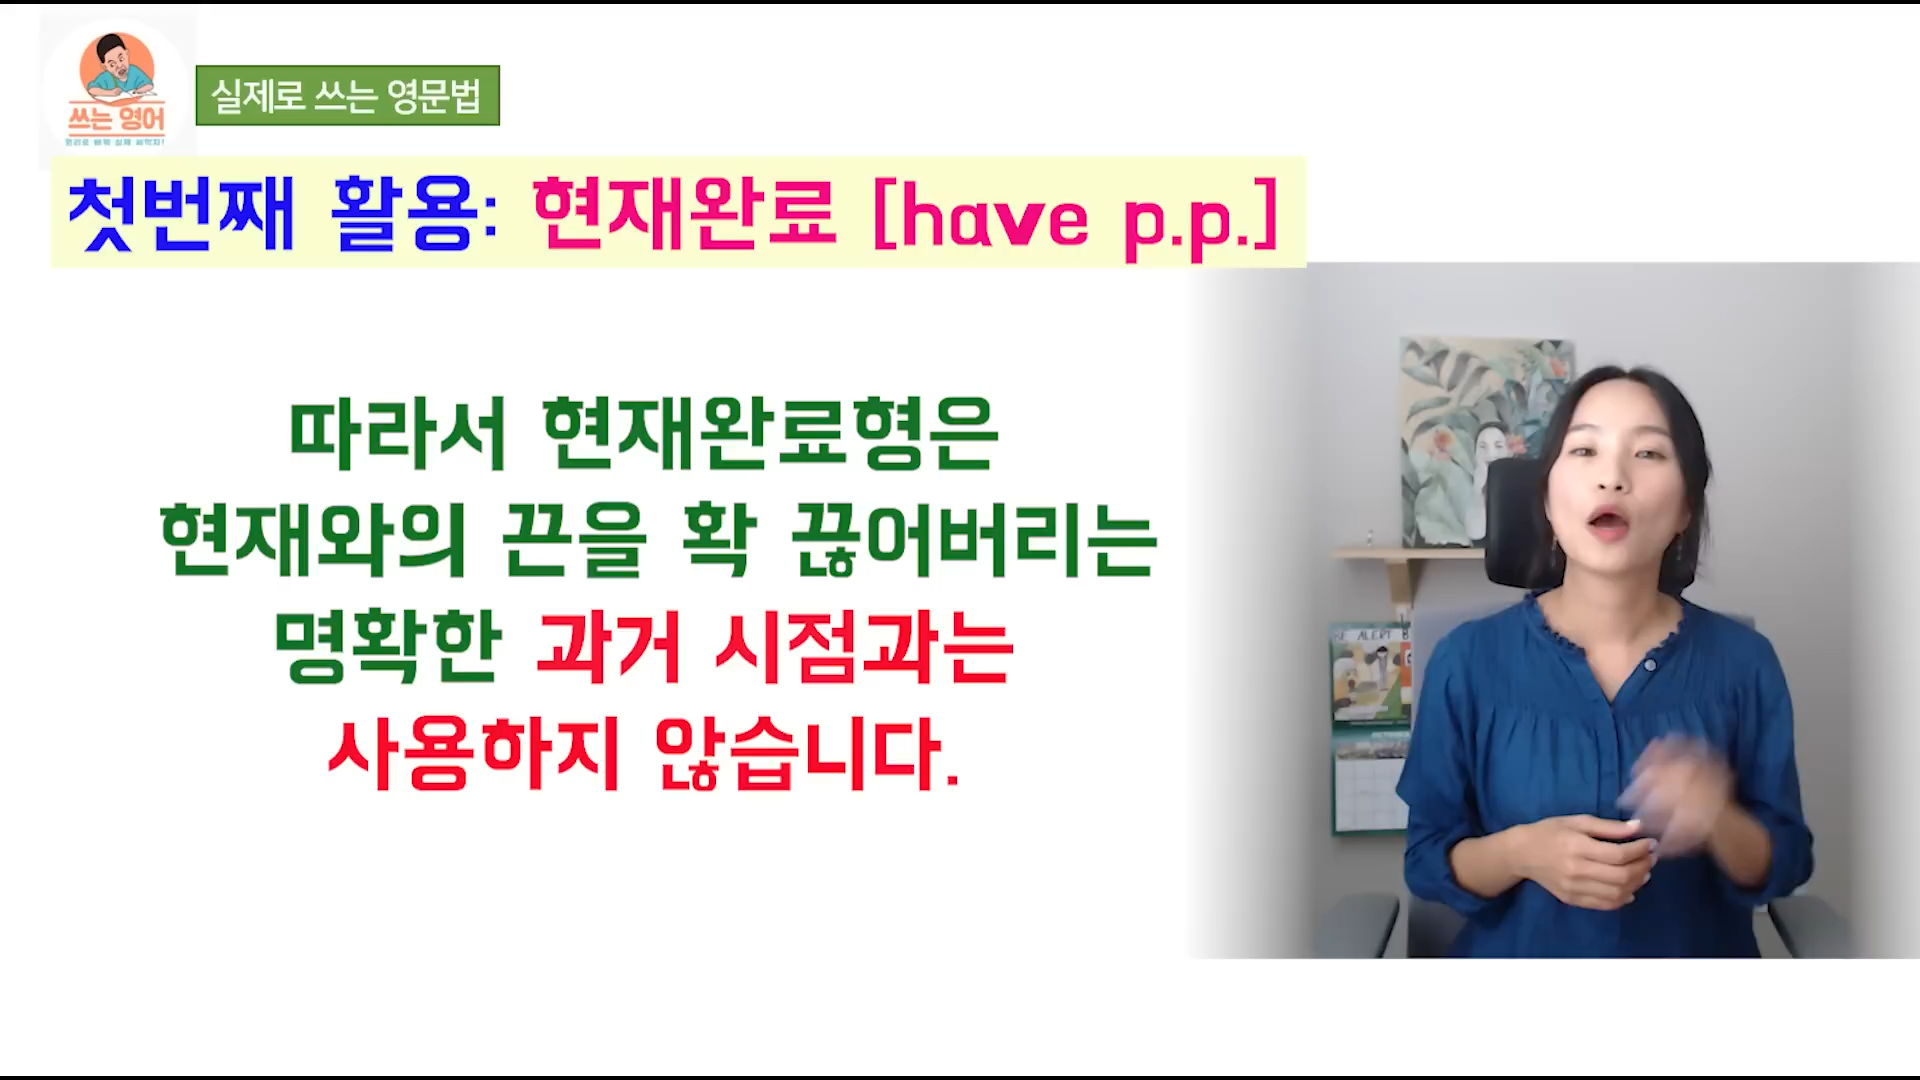 쓰는 영어
실제로 쓰는 영문법
첫번째 활용: 현재완료 [have p.p.]
따라서 현재완료형은
현재와의 끈을 확 끊어버리는
명확한 과거 시점과는
사용하지 않습니다.